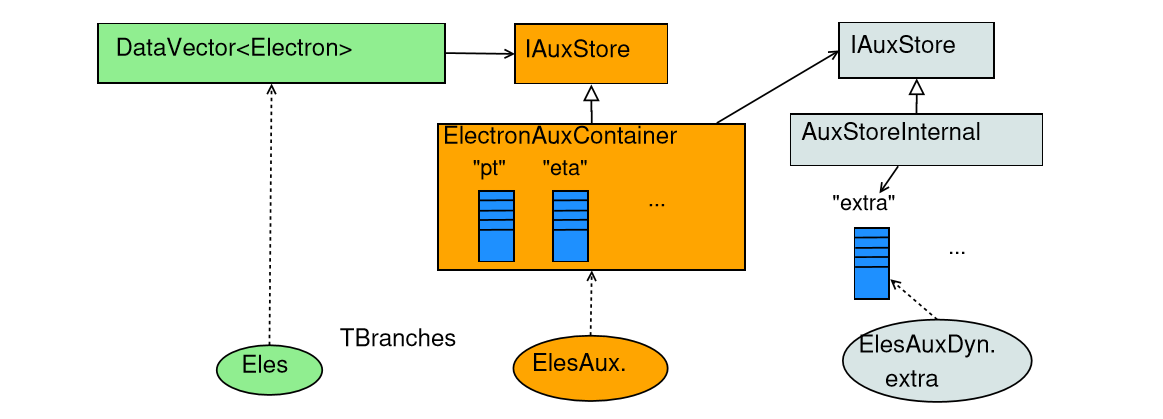 DataVector<Electron>
IAuxStore
IAuxStore
ElectronAuxContainer
"pt" "eta"
...
AuxStoreInternal
"extra"
...
TBranches
Eles
ElesAux.
ElesAuxDyn.
extra